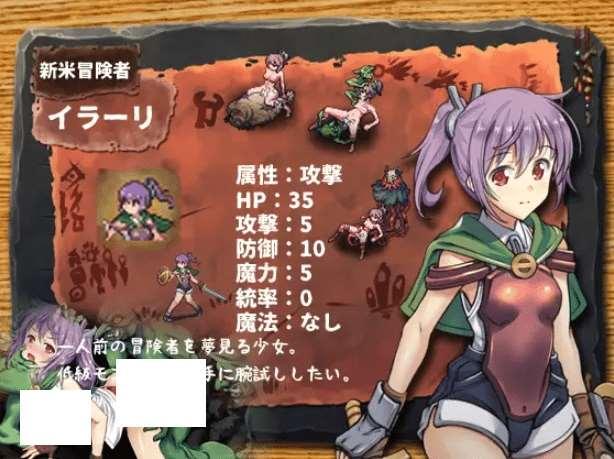 新米冒険者
イラーリ
属性：攻撃
HP：35
攻撃：5
防御：10
魔力：5
統率：0
魔法：なし
一人前の冒険者を夢見る少女。
低級モ 手に腕試ししたい。